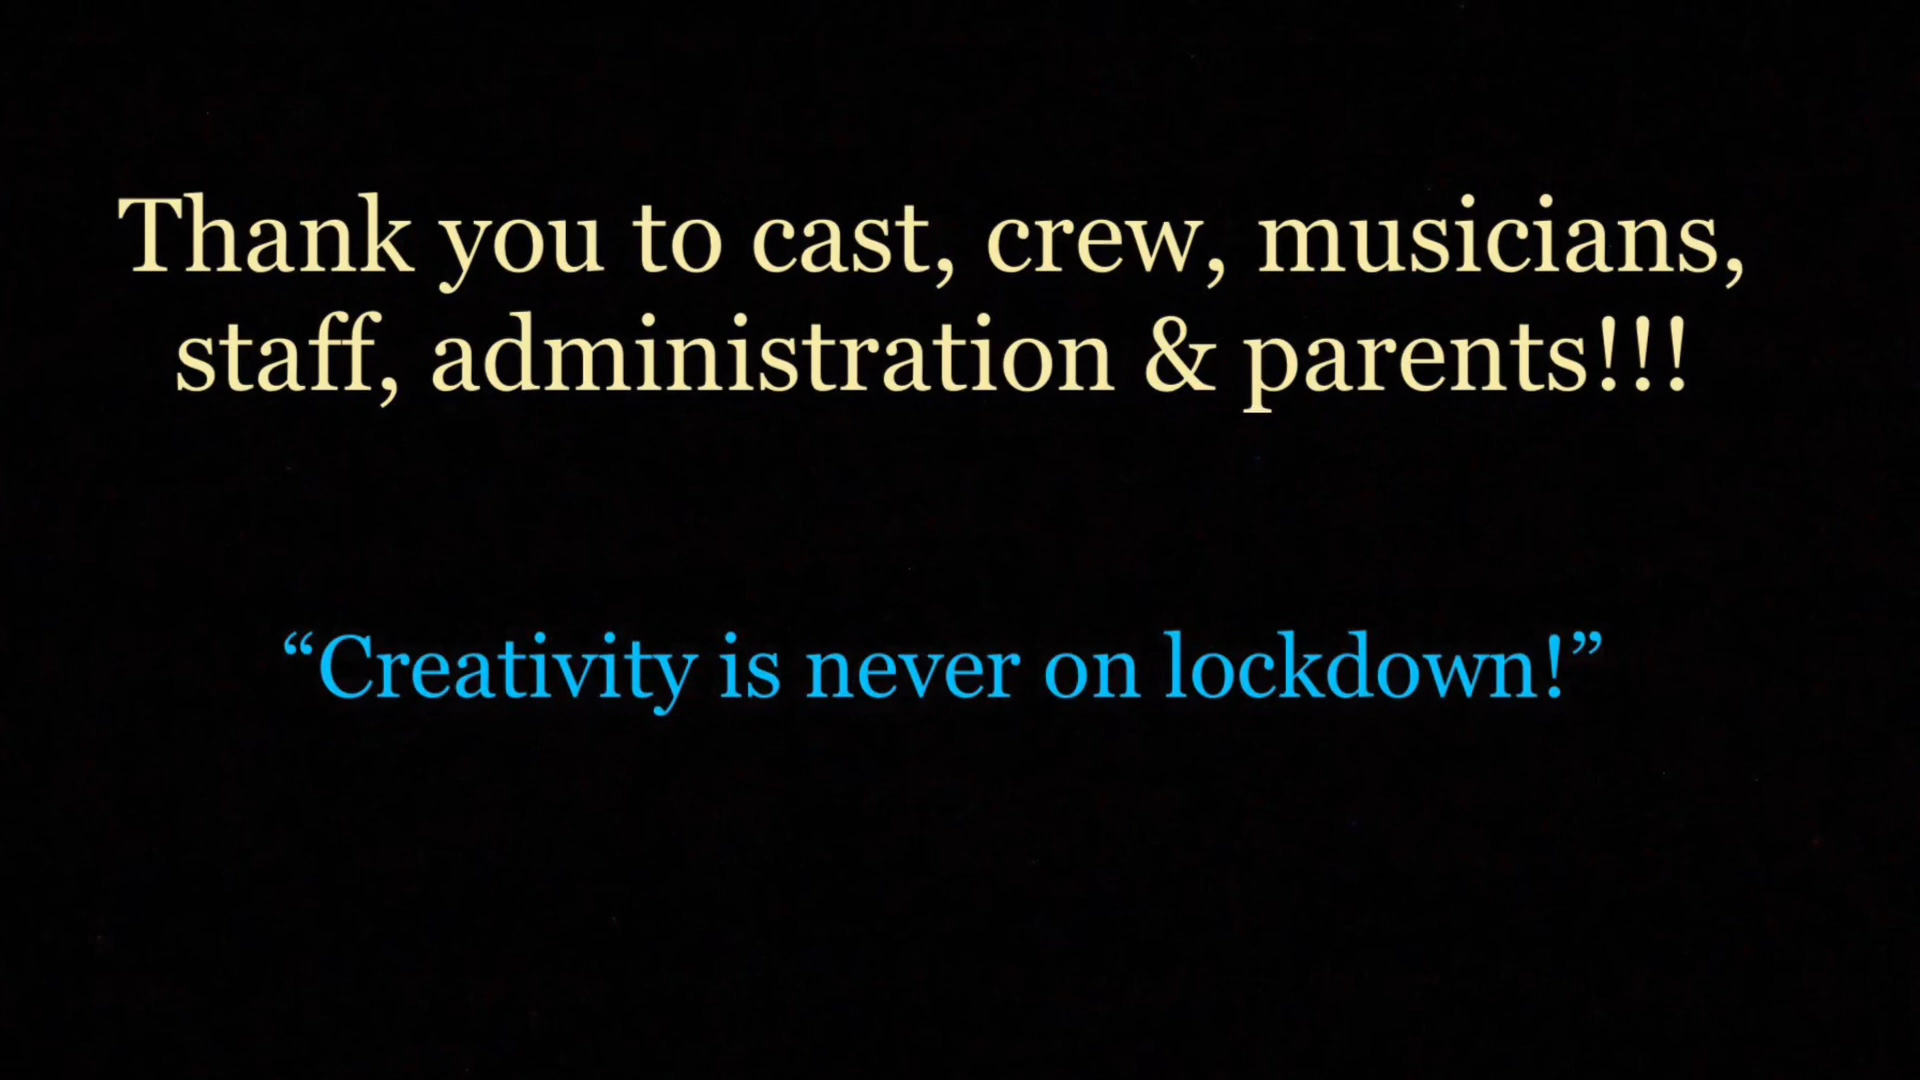 Thank you to cast, crew, musicians,
staff, administration & parents!!!
“Creativity is never on lockdown!”